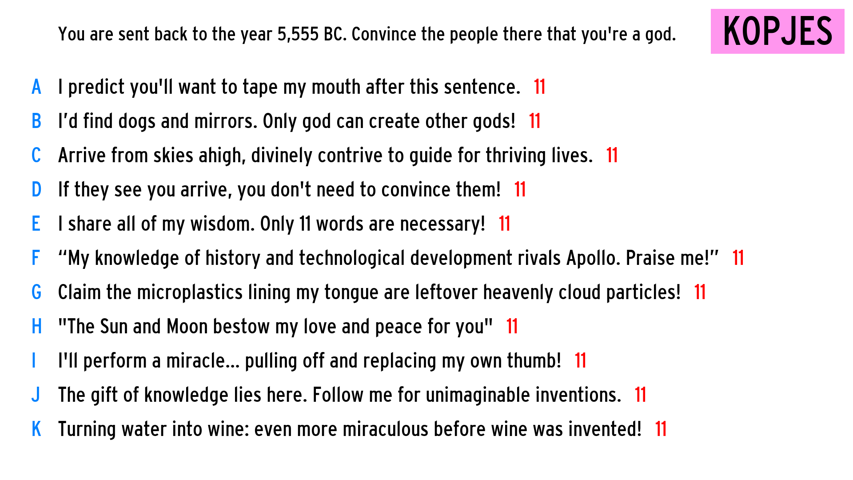 You are sent back to the year 5,555 BC. Convince the people there that you're a god.
KOPJES
A I predict you'll want to tape my mouth after this sentence. 11
B I’d find dogs and mirrors. Only god can create other gods! 11
C Arrive from skies ahigh, divinely contrive to guide for thriving lives. 11
D If they see you arrive, you don't need to convince them! 11
E I share all of my wisdom. Only 11 words are necessary! 11
F “My knowledge of history and technological development rivals Apollo. Praise me!” 11
G Claim the microplastics lining my tongue are leftover heavenly cloud particles! 11
H "The Sun and Moon bestow my love and peace for you" 11
I I'll perform a miracle... pulling off and replacing my own thumb! 11
J The gift of knowledge lies here. Follow me for unimaginable inventions. 11
K Turning water into wine: even more miraculous before wine was invented! 11